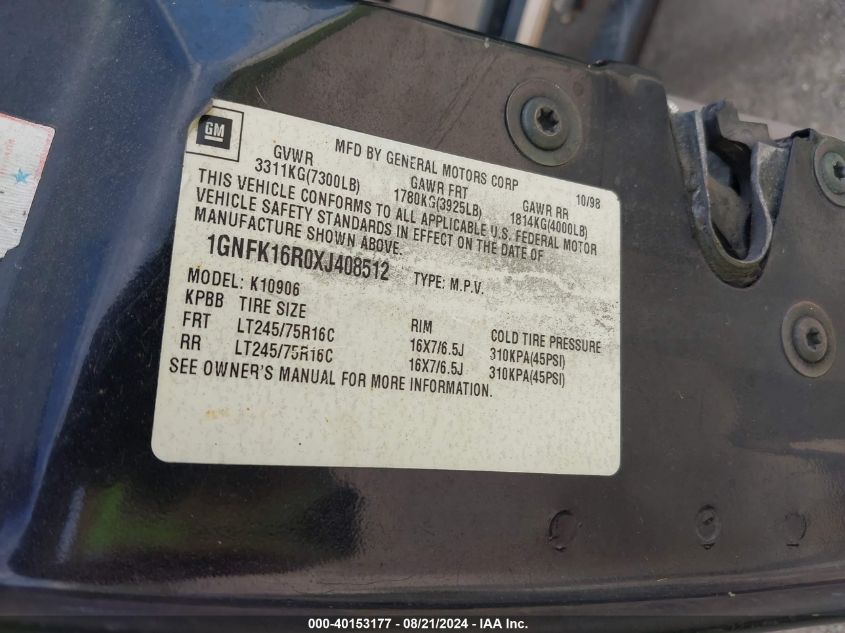 GM
MFD BY GENERAL MOTORS CORP 10/98
GVWR GAWR FRT GAWR RR
3311KG(7300LB) 1780KG(3925LB) 1814KG(4000LB)
THIS VEHICLE CONFORMS TO ALL APPLICABLE U.S. FEDERAL MOTOR
VEHICLE SAFETY STANDARDS IN EFFECT ON THE DATE OF
MANUFACTURE SHOWN ABOVE.
1GNFK16R0XJ408512 TYPE: M.P.V.
MODEL: K10906
KPBB TIRE SIZE RIM COLD TIRE PRESSURE
FRT LT245/75R16C 16X7/6.5J 310KPA(45PSI)
RR LT245/75R16C 16X7/6.5J 310KPA(45PSI)
SEE OWNER'S MANUAL FOR MORE INFORMATION.
000-40153177 - 08/21/2024 - IAA Inc.